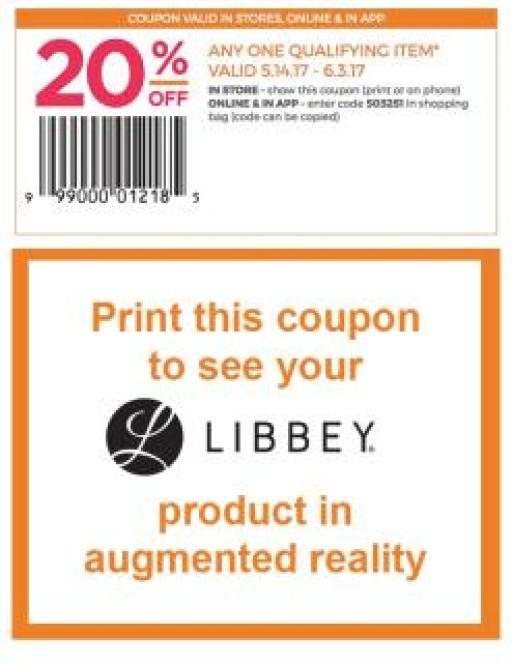 COUPON VALID IN STORES, ONLINE & IN APP
20% OFF
ANY ONE QUALIFYING ITEM*
VALID 5.14.17 - 6.3.17
IN STORE - show this coupon (print or on phone)
ONLINE & IN APP - enter code 503251 in shopping
bag (code can be copied)
9 99000 01218 5
Print this coupon
to see your
L LIBBEY®
product in
augmented reality